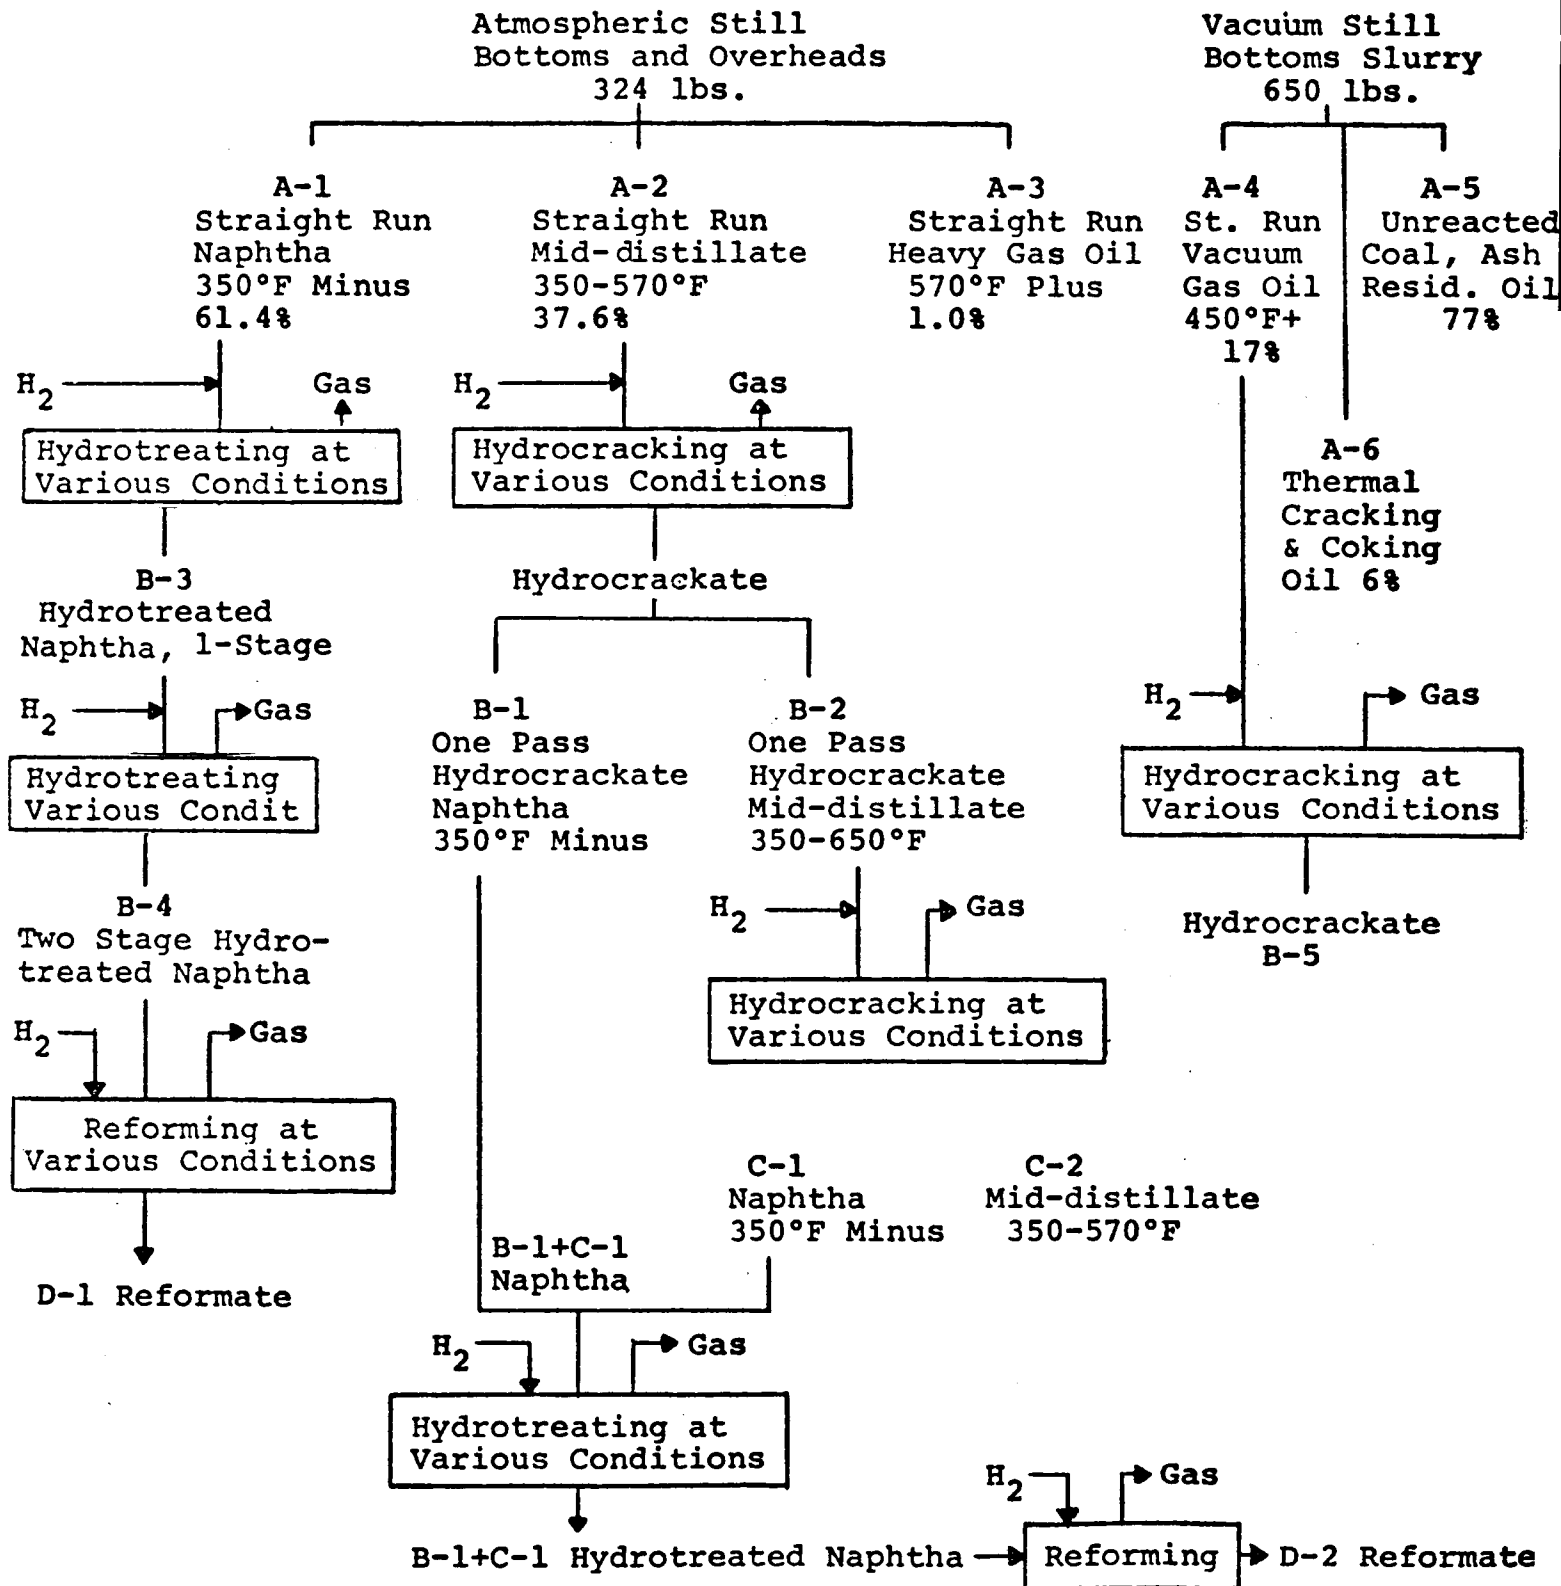 Atmospheric Still
Bottoms and Overheads
324 lbs.
Vacuum Still
Bottoms Slurry
650 lbs.
A-1
Straight Run
Naphtha
350°F Minus
61.4%
A-2
Straight Run
Mid-distillate
350-570°F
37.6%
A-3
Straight Run
Heavy Gas Oil
570°F Plus
1.0%
A-4
St. Run
Vacuum
Gas Oil
450°F+
17%
A-5
Unreacted
Coal, Ash
Resid. Oil
77%
H2
Gas
Hydrotreating at
Various Conditions
H2
Gas
Hydrocracking at
Various Conditions
A-6
Thermal
Cracking
& Coking
Oil 6%
B-3
Hydrotreated
Naphtha, 1-Stage
Hydrocrackate
H2
Gas
Hydrotreating
Various Condit
B-1
One Pass
Hydrocrackate
Naphtha
350°F Minus
B-2
One Pass
Hydrocrackate
Mid-distillate
350-650°F
H2
Gas
Hydrocracking at
Various Conditions
Hydrocrackate
B-5
B-4
Two Stage Hydro-
treated Naphtha
H2
Gas
Hydrocracking at
Various Conditions
H2
Gas
Reforming at
Various Conditions
D-1 Reformate
C-1
Naphtha
350°F Minus
C-2
Mid-distillate
350-570°F
B-1+C-1
Naphtha
H2
Gas
Hydrotreating at
Various Conditions
B-1+C-1 Hydrotreated Naphtha
H2
Gas
Reforming
D-2 Reformate